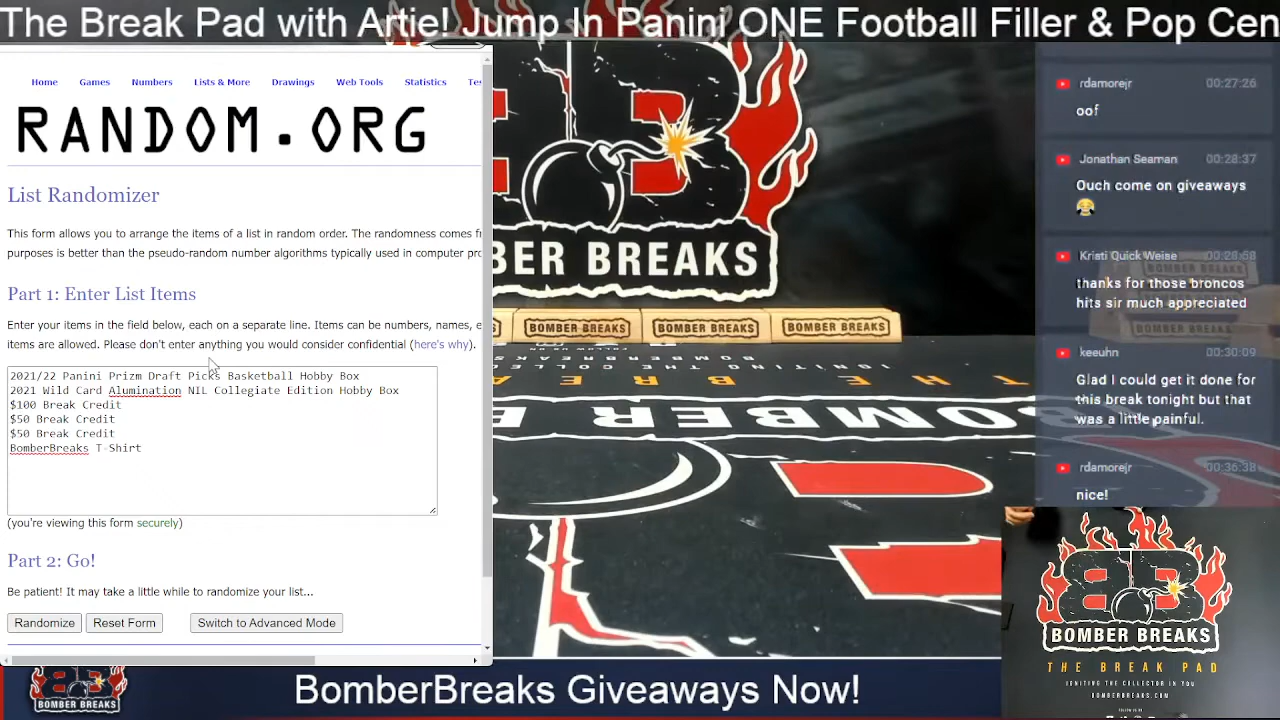 The Break Pad with Artie! Jump In Panini ONE Football Filler & Pop Cen
Home Games Numbers Lists & More Drawings Web Tools Statistics Tes
RANDOM.ORG
List Randomizer
This form allows you to arrange the items of a list in random order. The randomness comes fr
purposes is better than the pseudo-random number algorithms typically used in computer pro
Part 1: Enter List Items
Enter your items in the field below, each on a separate line. Items can be numbers, names, e
items are allowed. Please don't enter anything you would consider confidential (here's why).
2021/22 Panini Prizm Draft Picks Basketball Hobby Box
2021 Wild Card Alumination NIL Collegiate Edition Hobby Box
$100 Break Credit
$50 Break Credit
$50 Break Credit
BomberBreaks T-Shirt
(you're viewing this form securely)
Part 2: Go!
Be patient! It may take a little while to randomize your list...
Randomize Reset Form Switch to Advanced Mode
BER BREAKS
BOMBER BREAKS BOMBER BREAKS BOMBER BREAKS
BOMBER BREAKS
rdamorejr 00:27:26
oof
Jonathan Seaman 00:28:37
Ouch come on giveaways
😂
Kristi Quick Weise 00:28:58
thanks for those broncos
hits sir much appreciated
keeuhn 00:30:09
Glad I could get it done for
this break tonight but that
was a little painful.
rdamorejr 00:36:38
nice!
BOMBER BREAKS
THE BREAK PAD
IGNITING THE COLLECTOR IN YOU
BOMBERBREAKS.COM
BomberBreaks Giveaways Now!